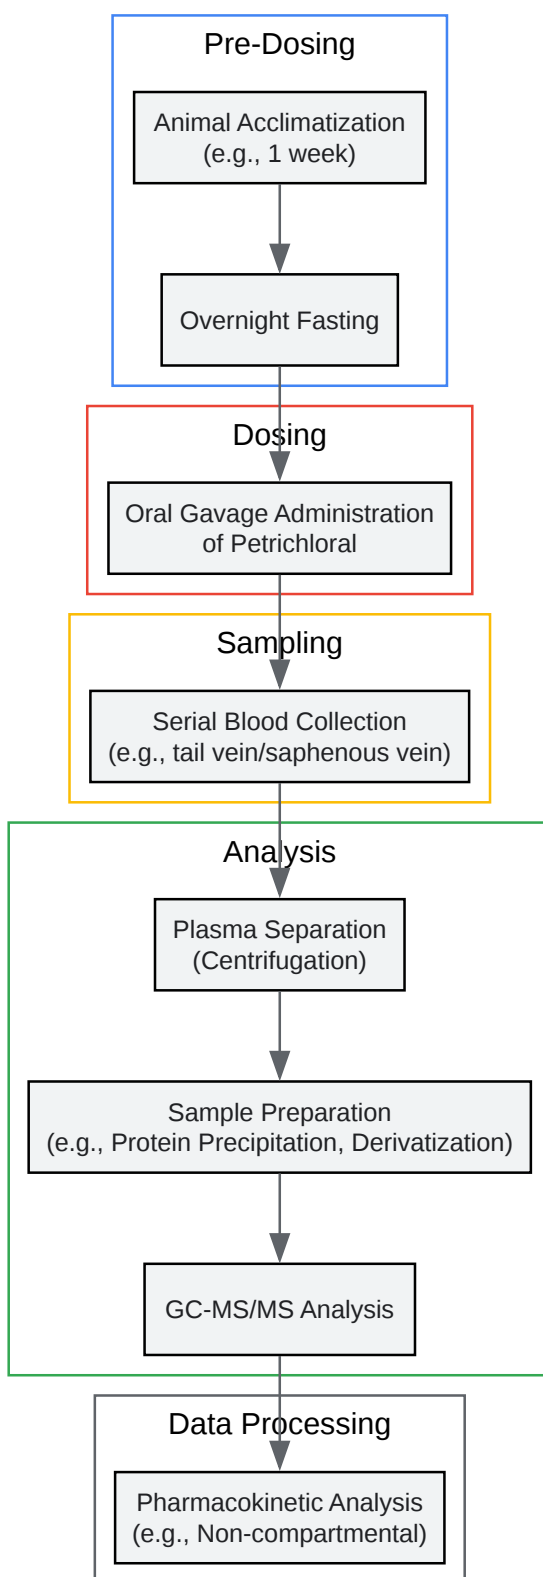 Pre-Dosing
Animal Acclimatization
(e.g., 1 week)
Overnight Fasting
Dosing
Oral Gavage Administration
of Petrichloral
Sampling
Serial Blood Collection
(e.g., tail vein/saphenous vein)
Analysis
Plasma Separation
(Centrifugation)
Sample Preparation
(e.g., Protein Precipitation, Derivatization)
GC-MS/MS Analysis
Data Processing
Pharmacokinetic Analysis
(e.g., Non-compartmental)